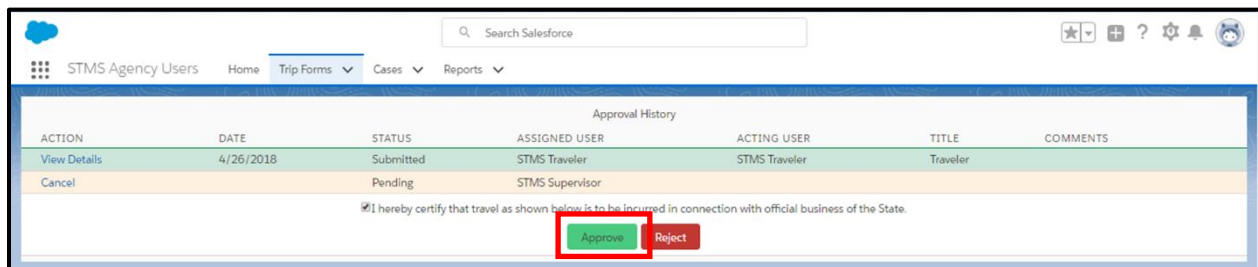 Search Salesforce
STMS Agency Users Home Trip Forms Cases Reports
Approval History
ACTION DATE STATUS ASSIGNED USER ACTING USER TITLE COMMENTS
View Details 4/26/2018 Submitted STMS Traveler STMS Traveler Traveler
Cancel Pending STMS Supervisor
I hereby certify that travel as shown below is to be incurred in connection with official business of the State.
Approve Reject